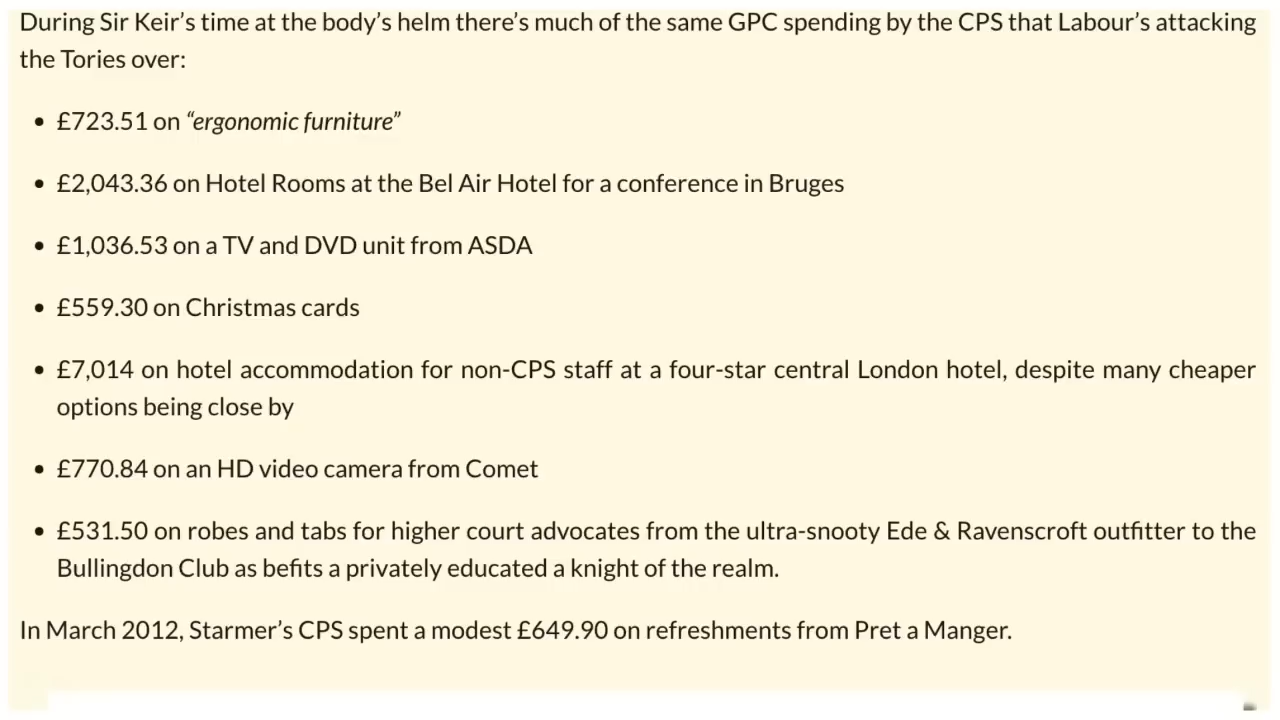 During Sir Keir’s time at the body’s helm there’s much of the same GPC spending by the CPS that Labour’s attacking
the Tories over:
• £723.51 on “ergonomic furniture”
• £2,043.36 on Hotel Rooms at the Bel Air Hotel for a conference in Bruges
• £1,036.53 on a TV and DVD unit from ASDA
• £559.30 on Christmas cards
• £7,014 on hotel accommodation for non-CPS staff at a four-star central London hotel, despite many cheaper
options being close by
• £770.84 on an HD video camera from Comet
• £531.50 on robes and tabs for higher court advocates from the ultra-snooty Ede & Ravenscroft outfitter to the
Bullingdon Club as befits a privately educated a knight of the realm.
In March 2012, Starmer’s CPS spent a modest £649.90 on refreshments from Pret a Manger.